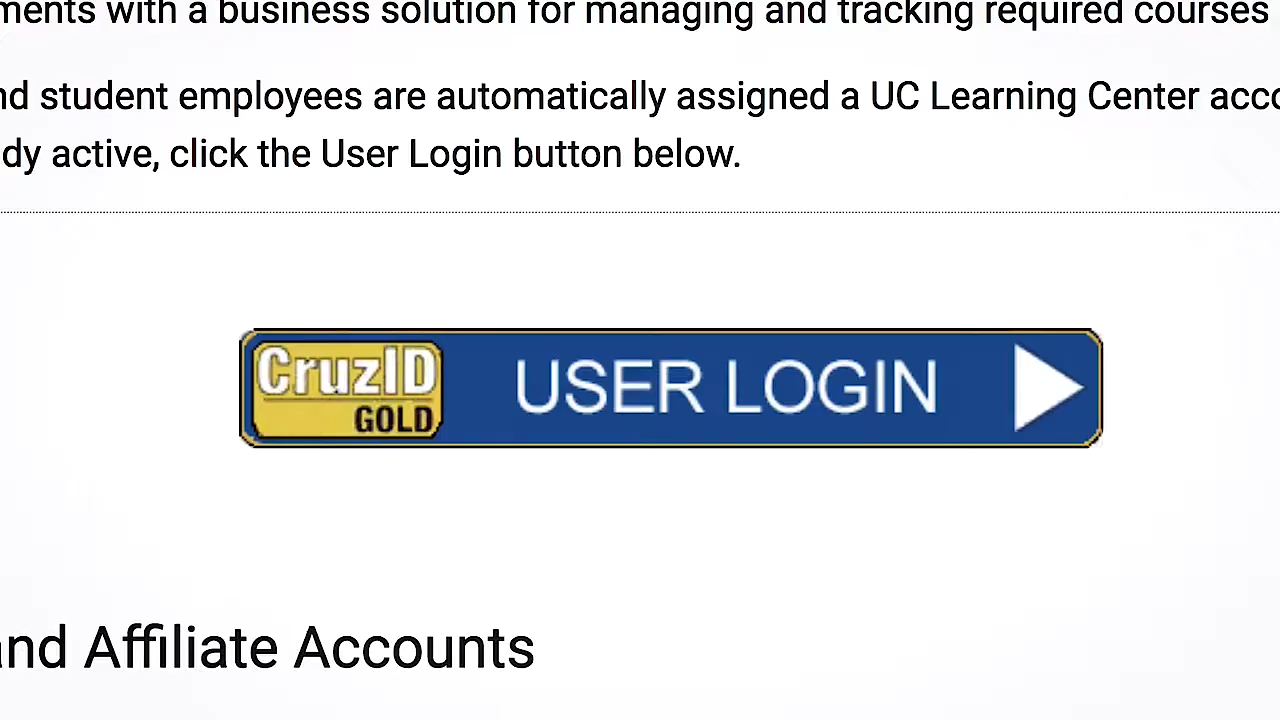 ments with a business solution for managing and tracking required courses
nd student employees are automatically assigned a UC Learning Center acco
dy active, click the User Login button below.
CruzID
GOLD
USER LOGIN
and Affiliate Accounts